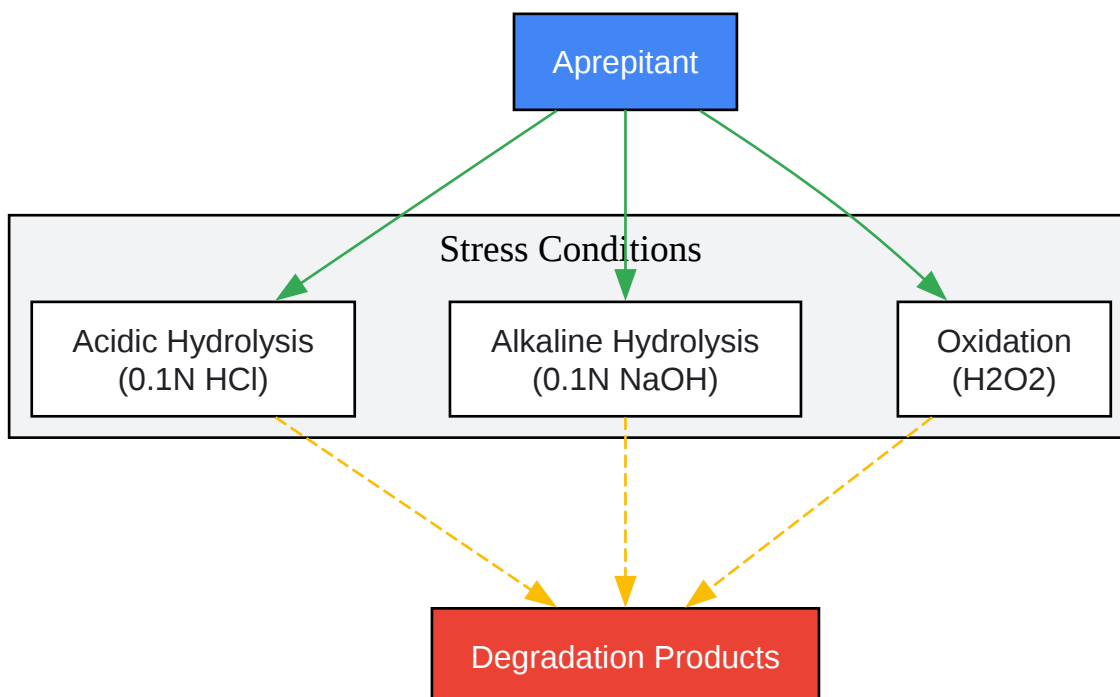 Aprepitant
Stress Conditions
Acidic Hydrolysis
(0.1N HCl)
Alkaline Hydrolysis
(0.1N NaOH)
Oxidation
(H2O2)
Degradation Products